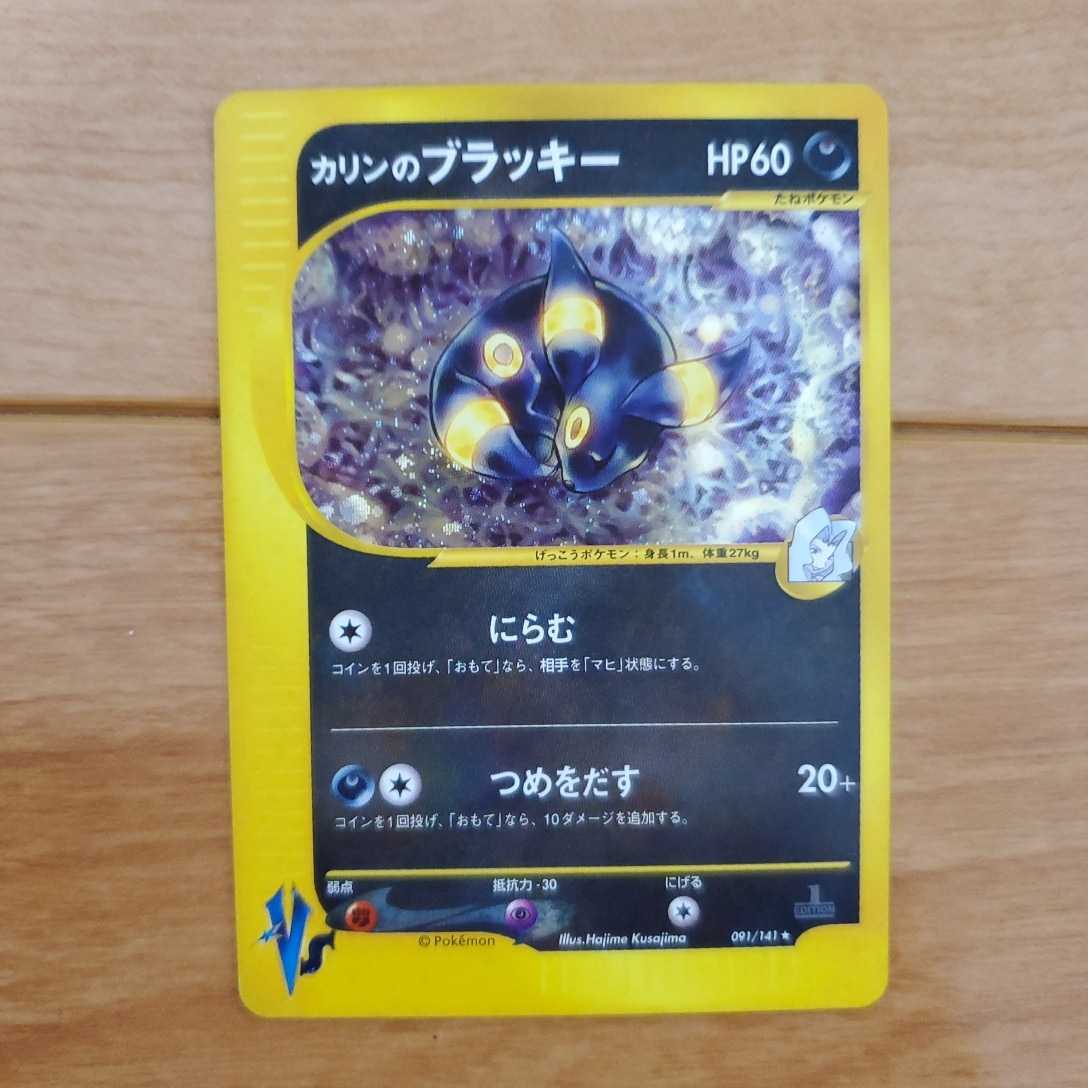 カリンのブラッキー HP60
たねポケモン
げっこうポケモン：身長1m、体重27kg
にらむ
コインを1回投げ、「おもて」なら、相手を「マヒ」状態にする。
つめをだす 20+
コインを1回投げ、「おもて」なら、10ダメージを追加する。
弱点 抵抗力 -30 にげる
1
EDITION
VS
©Pokémon Illus.Hajime Kusajima 091/141★